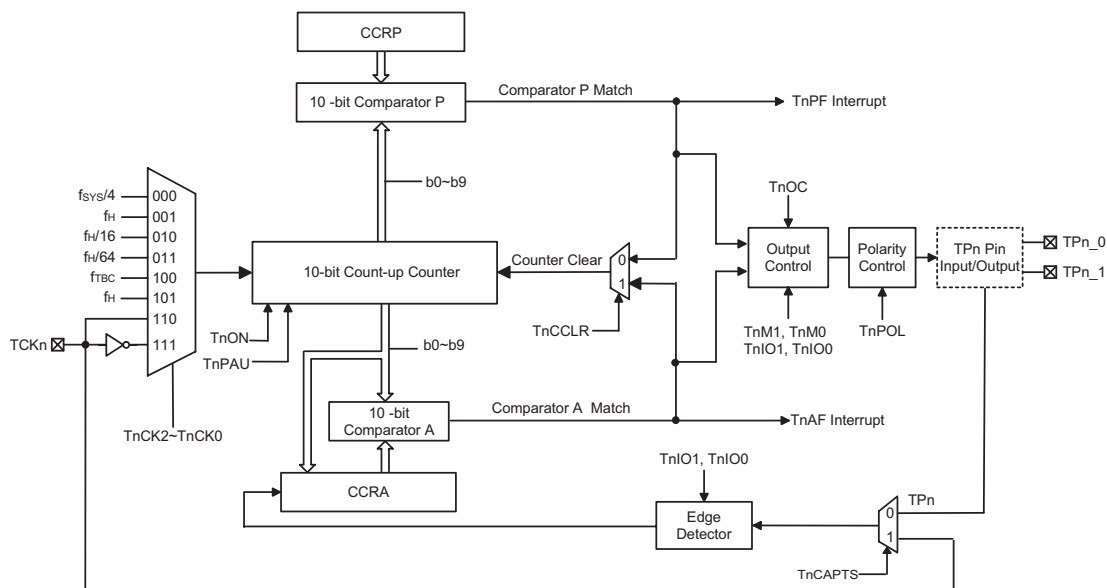 CCRP
10 -bit Comparator P
Comparator P Match
TnPF Interrupt
b0~b9
fSYS/4
000
fH
001
fH/16
010
fH/64
011
fTBC
100
fH
101
110
111
TCKn
TnCK2~TnCK0
10-bit Count-up Counter
TnON
TnPAU
Counter Clear
0
1
TnCCLR
TnOC
Output
Control
TnM1, TnM0
TnIO1, TnIO0
Polarity
Control
TnPOL
TPn Pin
Input/Output
TPn_0
TPn_1
b0~b9
10 -bit
Comparator A
Comparator A Match
TnAF Interrupt
CCRA
TnIO1, TnIO0
Edge
Detector
TPn
0
1
TnCAPTS